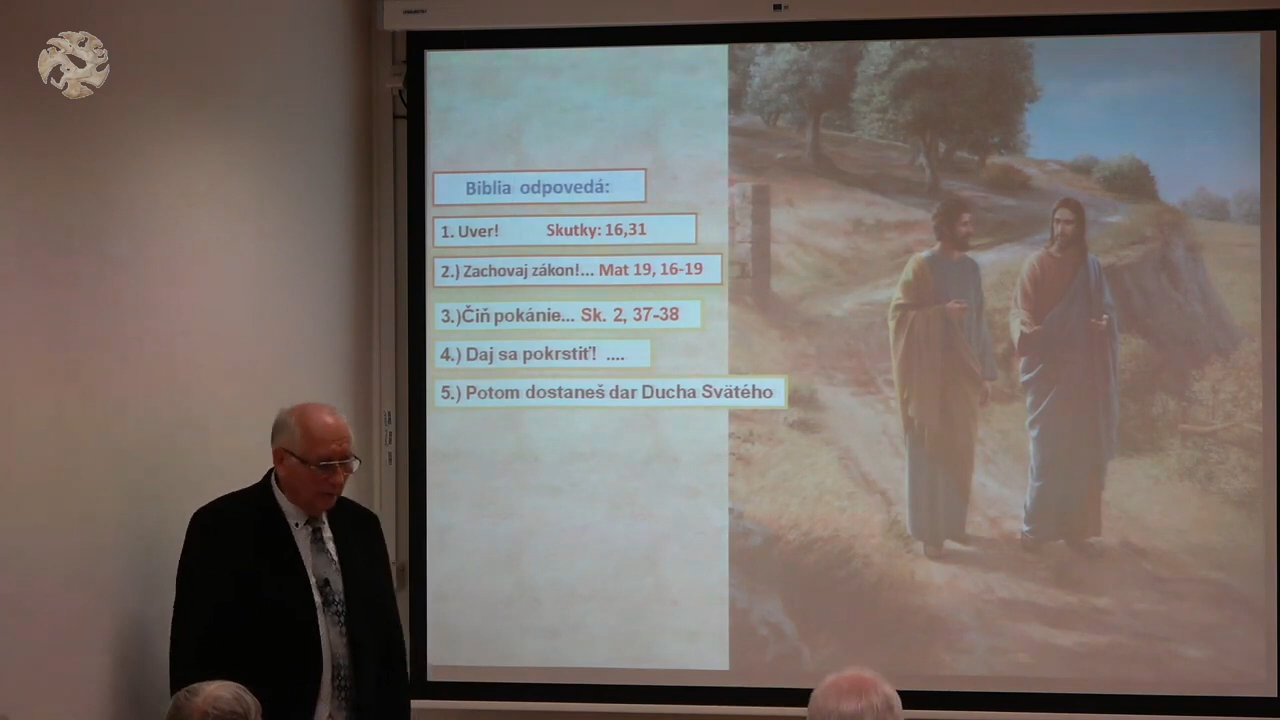 Biblia odpovedá:
1. Uver! Skutky: 16,31
2.) Zachovaj zákon!... Mat 19, 16-19
3.)Čiň pokánie... Sk. 2, 37-38
4.) Daj sa pokrstiť! ....
5.) Potom dostaneš dar Ducha Svätého